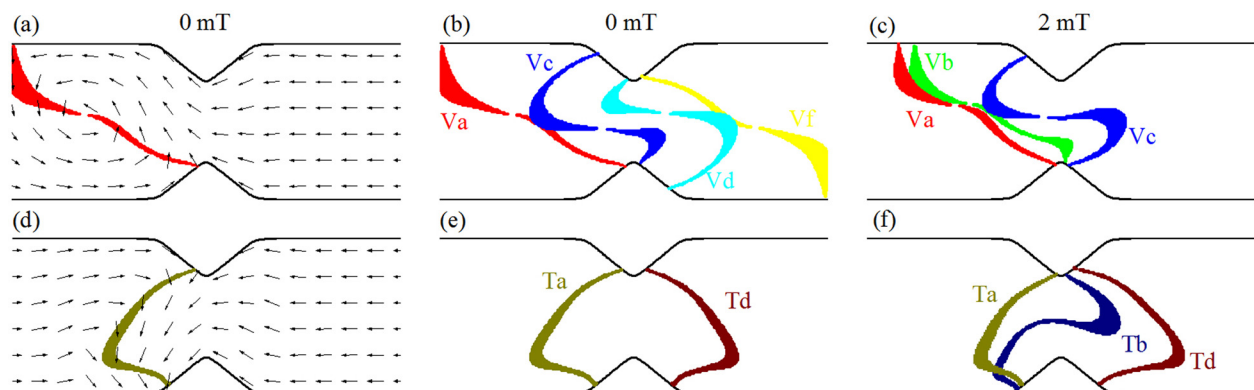 (a) 0 mT
(b) 0 mT
(c) 2 mT
Vc
Va
Vd
Vf
Vb
Va
Vc
(d)
(e)
(f)
Ta
Td
Ta
Tb
Td